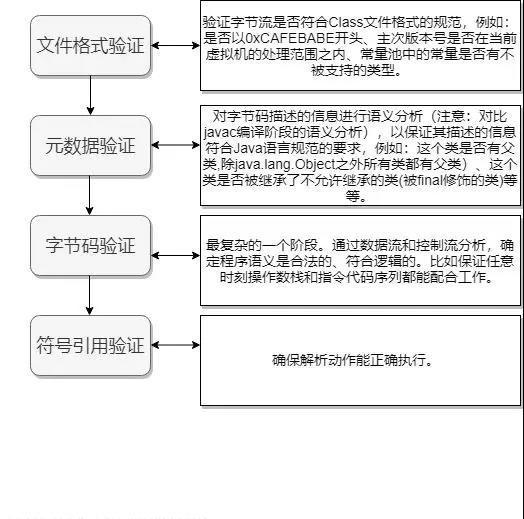 文件格式验证
验证字节流是否符合Class文件格式的规范，例如：
是否以0xCAFEBABE开头、主次版本号是否在当前
虚拟机的处理范围之内、常量池中的常量是否有不
被支持的类型。
元数据验证
对字节码描述的信息进行语义分析（注意：对比
javac编译阶段的语义分析），以保证其描述的信息
符合Java语言规范的要求，例如：这个类是否有父
类,除java.lang.Object之外所有类都有父类）、这个
类是否被继承了不允许继承的类(被final修饰的类)等
等。
字节码验证
最复杂的一个阶段。通过数据流和控制流分析，确
定程序语义是合法的、符合逻辑的。比如保证任意
时刻操作数栈和指令代码序列都能配合工作。
符号引用验证
确保解析动作能正确执行。